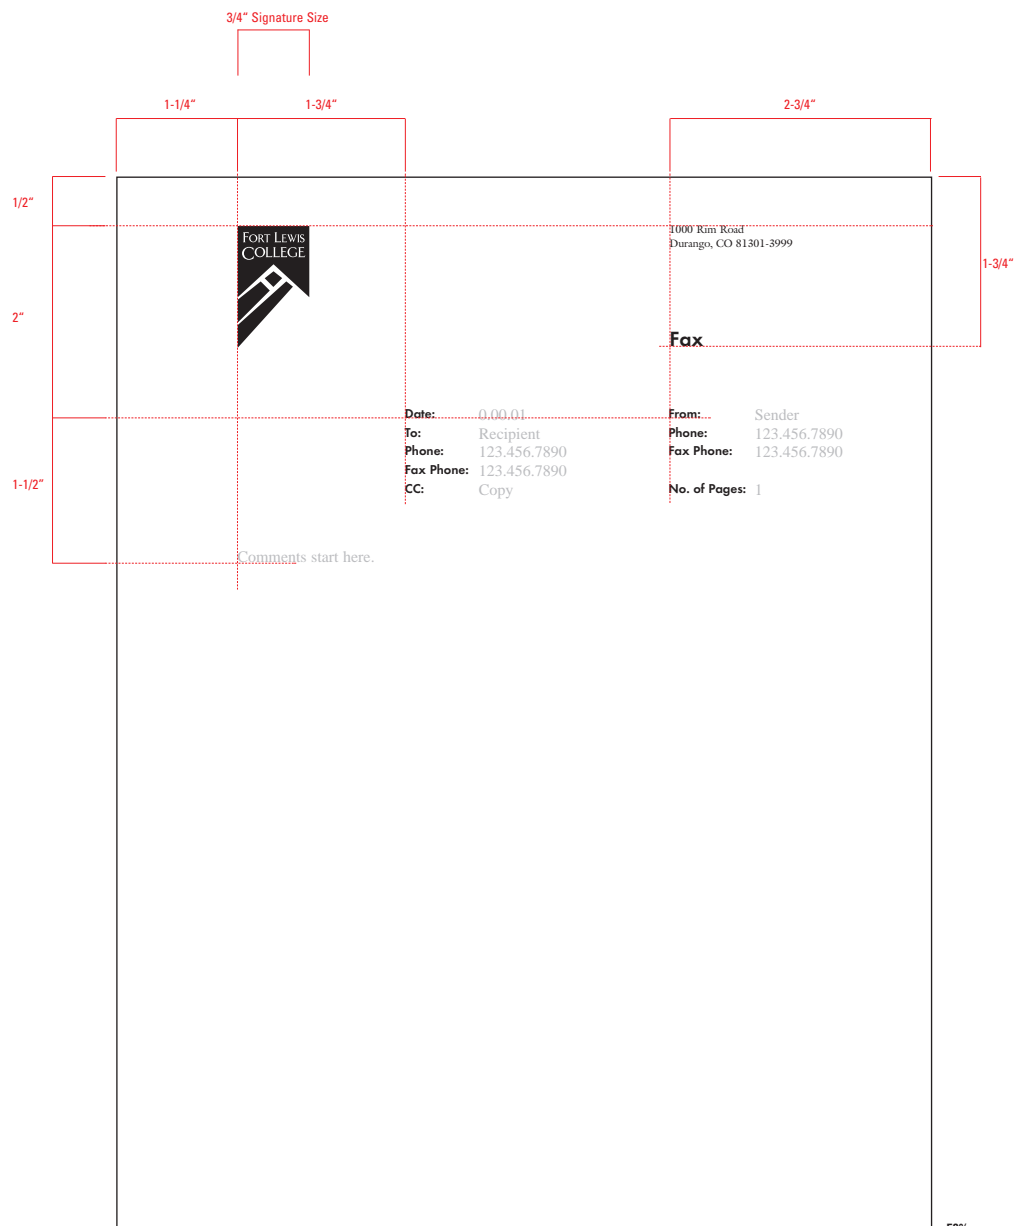 3/4“ Signature Size
1-1/4“ 1-3/4“ 2-3/4“
1/2“
FORT LEWIS
COLLEGE
1000 Rim Road
Durango, CO 81301-3999
1-3/4“
2“
Fax
Date: 0.00.01 From: Sender
To: Recipient Phone: 123.456.7890
Phone: 123.456.7890 Fax Phone: 123.456.7890
Fax Phone: 123.456.7890
1-1/2“
CC: Copy No. of Pages: 1
Comments start here.